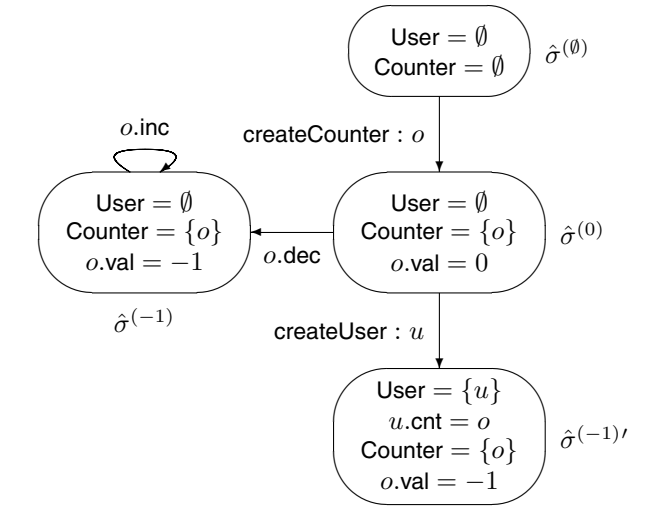 User = ∅
Counter = ∅
σ̂^(∅)
createCounter : o
o.inc
User = ∅
Counter = {o}
o.val = −1
σ̂^(−1)
o.dec
User = ∅
Counter = {o}
o.val = 0
σ̂^(0)
createUser : u
User = {u}
u.cnt = o
Counter = {o}
o.val = −1
σ̂^(−1)′